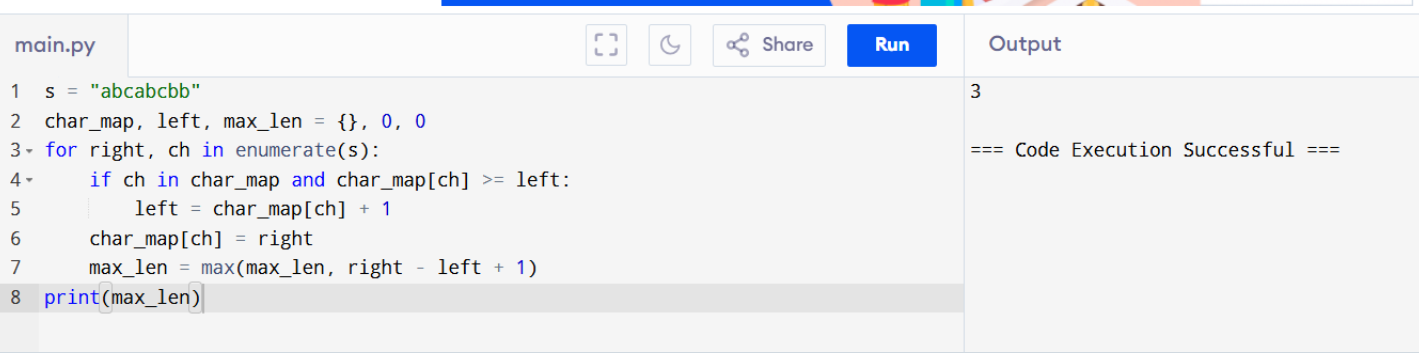 main.py Share Run Output
1 s = "abcabcbb"
2 char_map, left, max_len = {}, 0, 0
3 for right, ch in enumerate(s):
4     if ch in char_map and char_map[ch] >= left:
5         left = char_map[ch] + 1
6     char_map[ch] = right
7     max_len = max(max_len, right - left + 1)
8 print(max_len)
3
=== Code Execution Successful ===